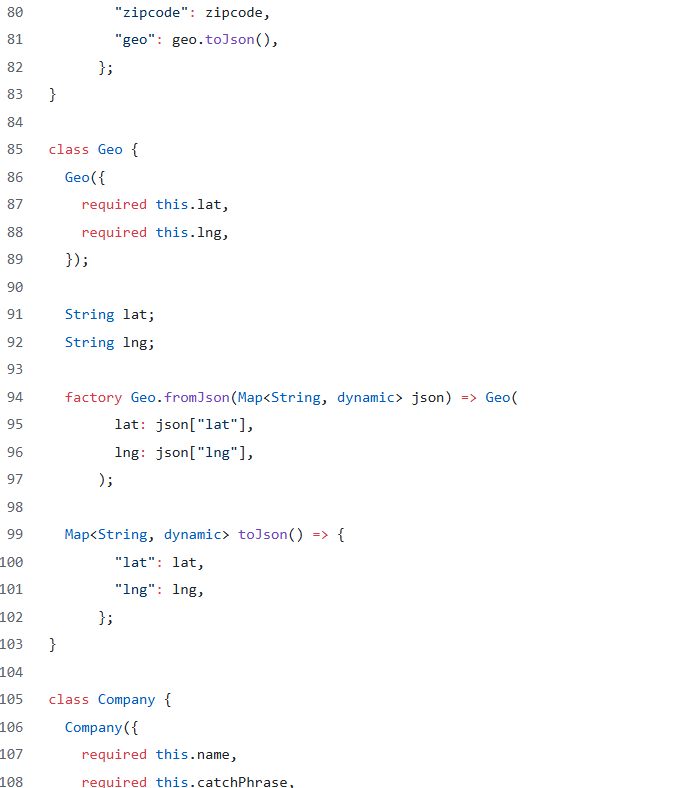 80 "zipcode": zipcode,
81 "geo": geo.toJson(),
82 };
83 }
84
85 class Geo {
86 Geo({
87 required this.lat,
88 required this.lng,
89 });
90
91 String lat;
92 String lng;
93
94 factory Geo.fromJson(Map<String, dynamic> json) => Geo(
95 lat: json["lat"],
96 lng: json["lng"],
97 );
98
99 Map<String, dynamic> toJson() => {
100 "lat": lat,
101 "lng": lng,
102 };
103 }
104
105 class Company {
106 Company({
107 required this.name,
108 required this.catchPhrase,